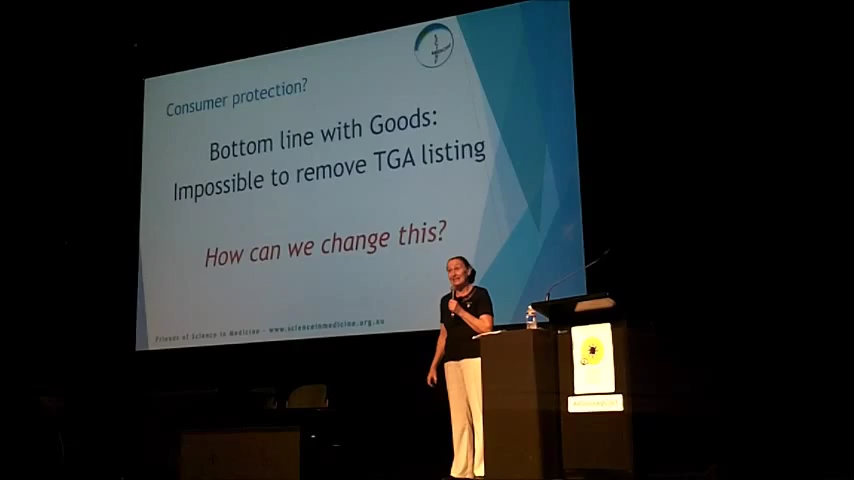 Consumer protection?
Bottom line with Goods:
Impossible to remove TGA listing
How can we change this?
Friends of Science in Medicine - www.scienceinmedicine.org.au